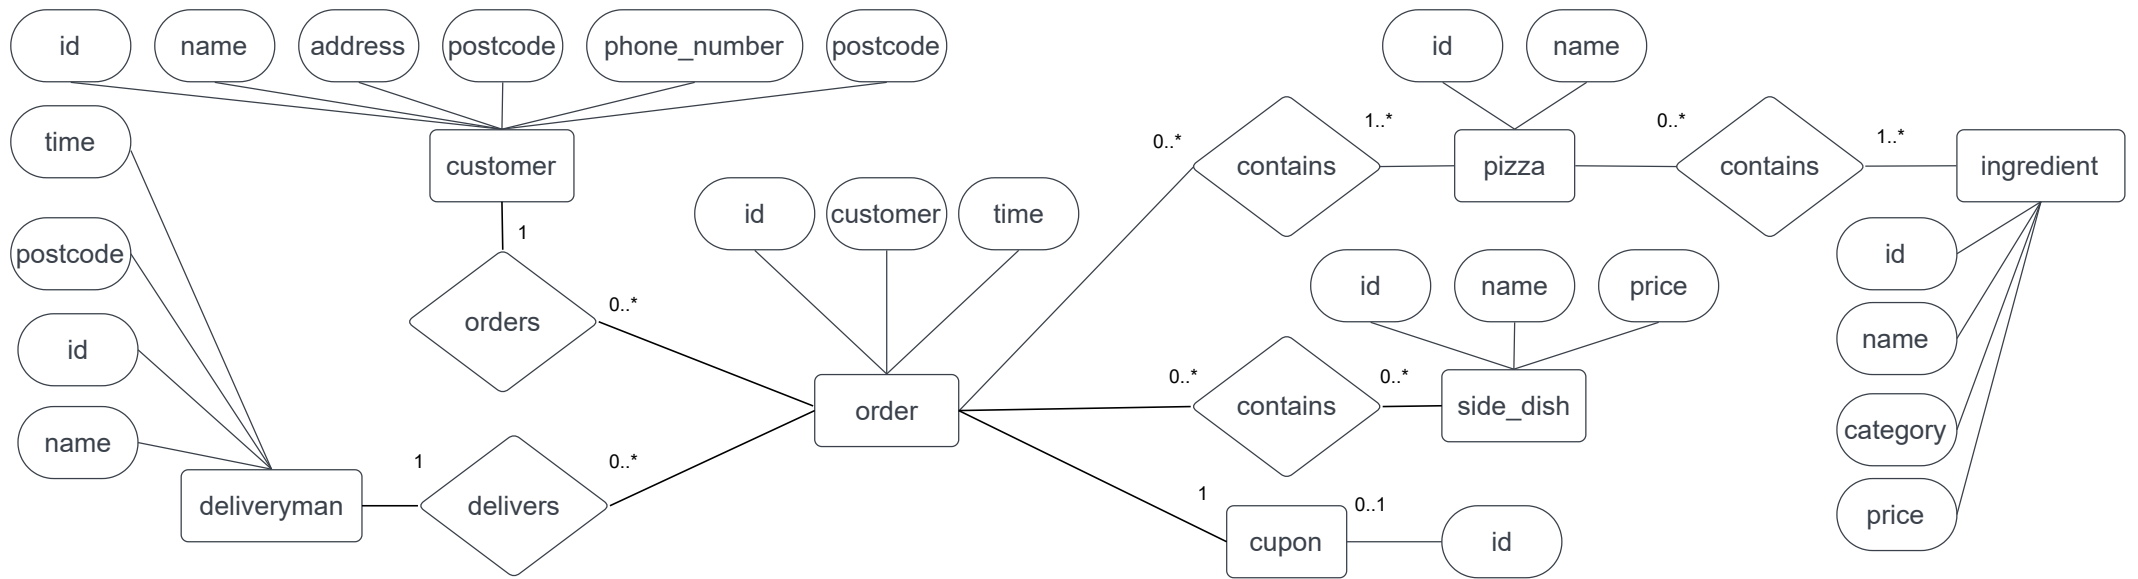 id
name
address
postcode
phone_number
postcode
id
name
time
customer
0..*
1..*
pizza
0..*
contains
1..*
ingredient
contains
postcode
1
id
customer
time
id
id
name
price
orders
0..*
name
id
order
0..*
contains
0..*
side_dish
category
name
1
0..*
deliveryman
delivers
1
0..1
cupon
id
price